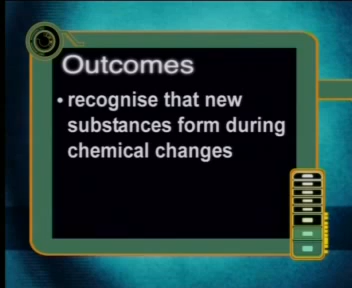 Outcomes
• recognise that new
substances form during
chemical changes